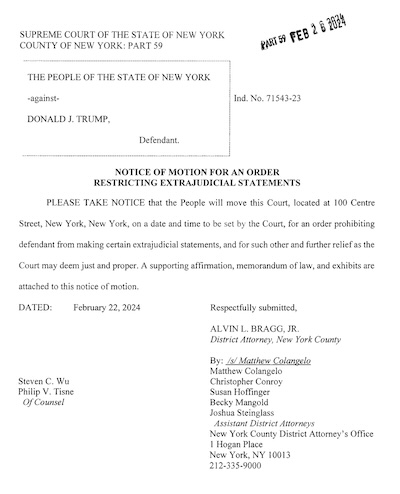 SUPREME COURT OF THE STATE OF NEW YORK
COUNTY OF NEW YORK: PART 59
PART 59 FEB 26 2024
THE PEOPLE OF THE STATE OF NEW YORK
-against-
Ind. No. 71543-23
DONALD J. TRUMP,
Defendant.
NOTICE OF MOTION FOR AN ORDER
RESTRICTING EXTRAJUDICIAL STATEMENTS
PLEASE TAKE NOTICE that the People will move this Court, located at 100 Centre
Street, New York, New York, on a date and time to be set by the Court, for an order prohibiting
defendant from making certain extrajudicial statements, and for such other and further relief as the
Court may deem just and proper. A supporting affirmation, memorandum of law, and exhibits are
attached to this notice of motion.
DATED: February 22, 2024
Respectfully submitted,
ALVIN L. BRAGG, JR.
District Attorney, New York County
By: /s/ Matthew Colangelo
Matthew Colangelo
Christopher Conroy
Susan Hoffinger
Becky Mangold
Joshua Steinglass
Assistant District Attorneys
New York County District Attorney's Office
1 Hogan Place
New York, NY 10013
212-335-9000
Steven C. Wu
Philip V. Tisne
Of Counsel